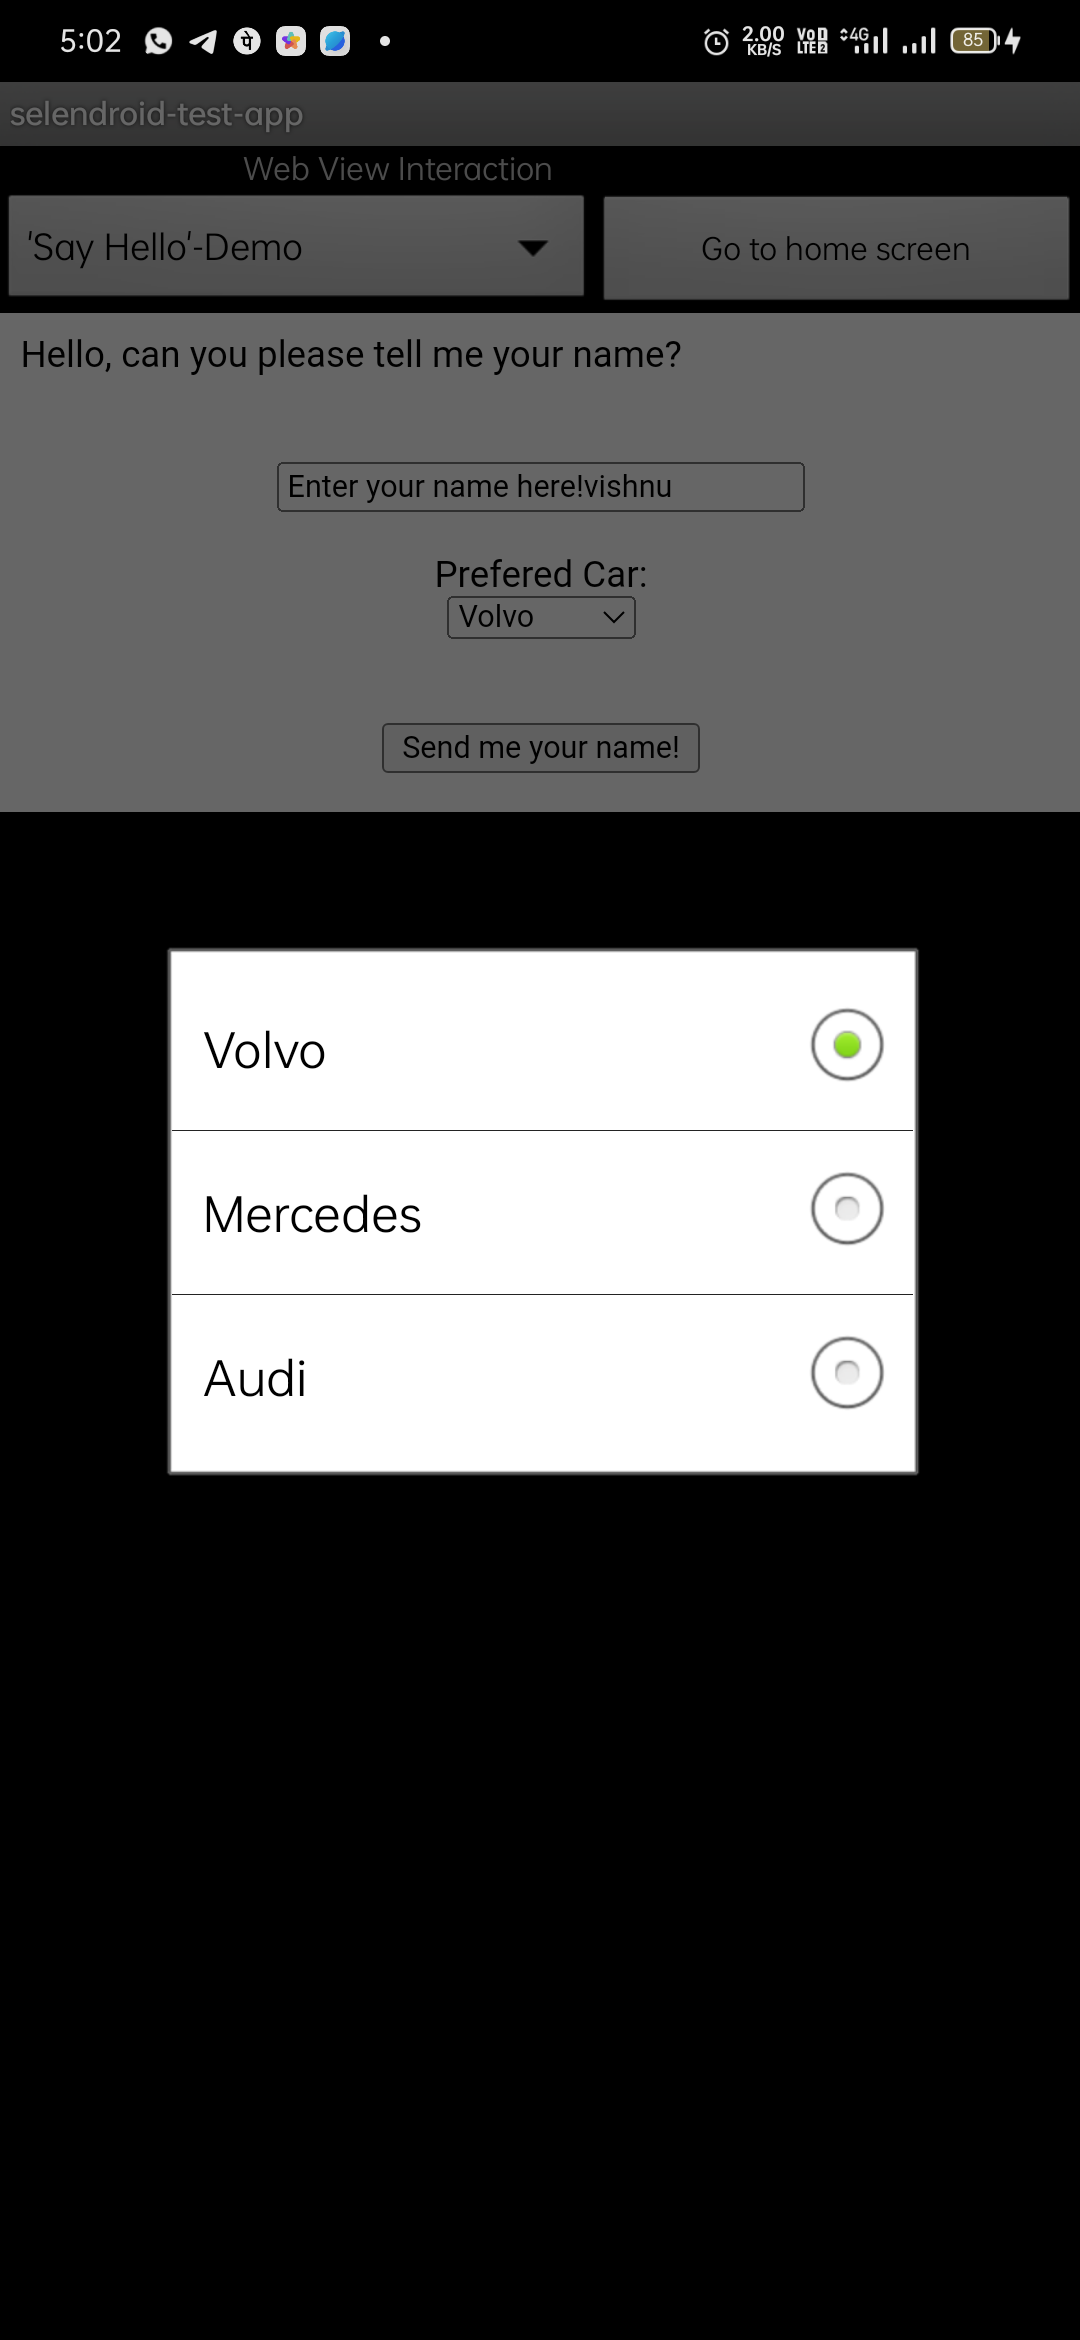 5:02 पे 2.00 KB/S VoD LTE 2 4G 85
selendroid-test-app
Web View Interaction
'Say Hello'-Demo Go to home screen
Hello, can you please tell me your name?
Enter your name here!vishnu
Prefered Car:
Volvo
Send me your name!
Volvo
Mercedes
Audi